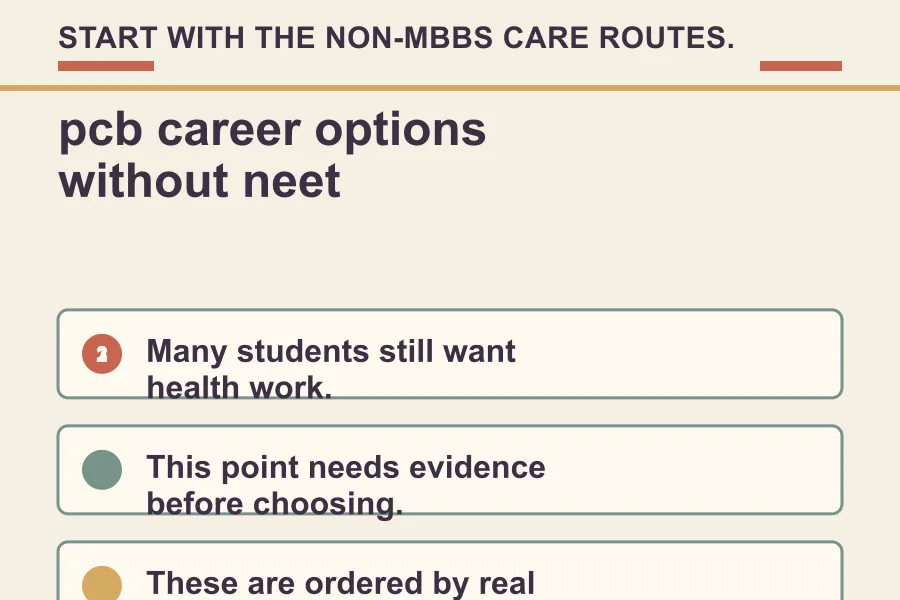 START WITH THE NON-MBBS CARE ROUTES.
pcb career options
without neet
Many students still want
health work.
This point needs evidence
before choosing.
These are ordered by real